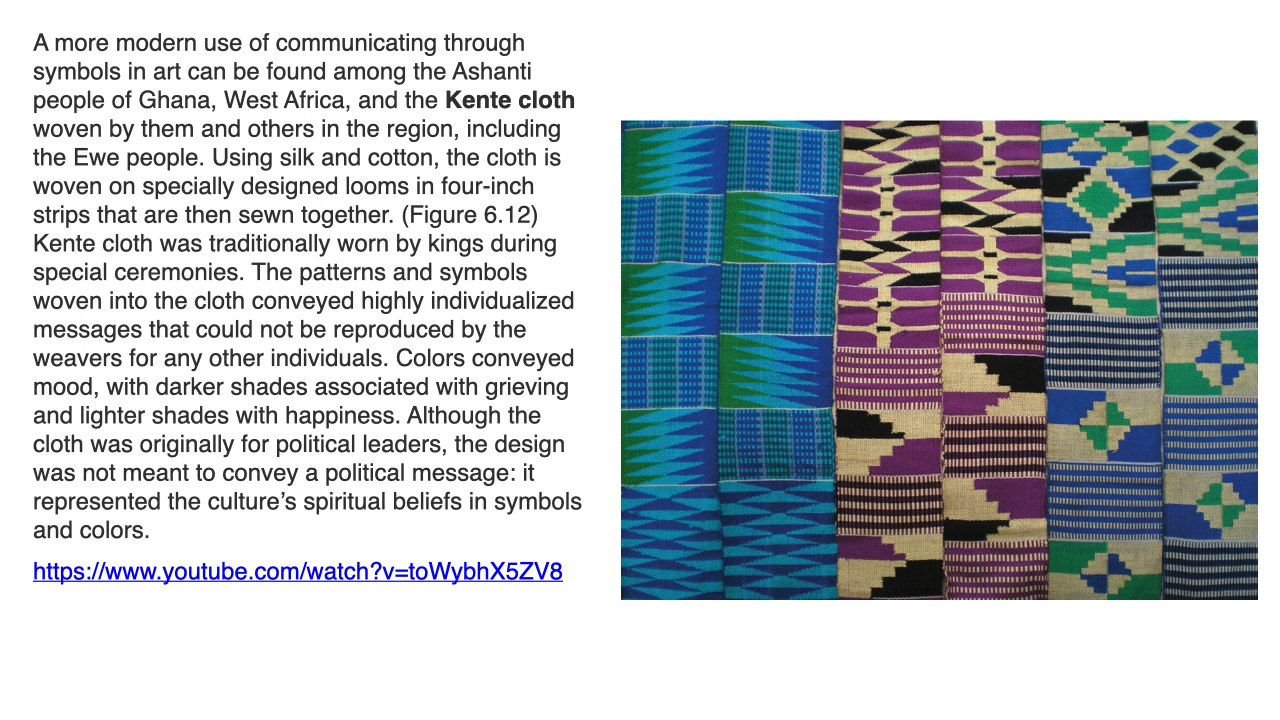 A more modern use of communicating through
symbols in art can be found among the Ashanti
people of Ghana, West Africa, and the Kente cloth
woven by them and others in the region, including
the Ewe people. Using silk and cotton, the cloth is
woven on specially designed looms in four-inch
strips that are then sewn together. (Figure 6.12)
Kente cloth was traditionally worn by kings during
special ceremonies. The patterns and symbols
woven into the cloth conveyed highly individualized
messages that could not be reproduced by the
weavers for any other individuals. Colors conveyed
mood, with darker shades associated with grieving
and lighter shades with happiness. Although the
cloth was originally for political leaders, the design
was not meant to convey a political message: it
represented the culture’s spiritual beliefs in symbols
and colors.
https://www.youtube.com/watch?v=toWybhX5ZV8